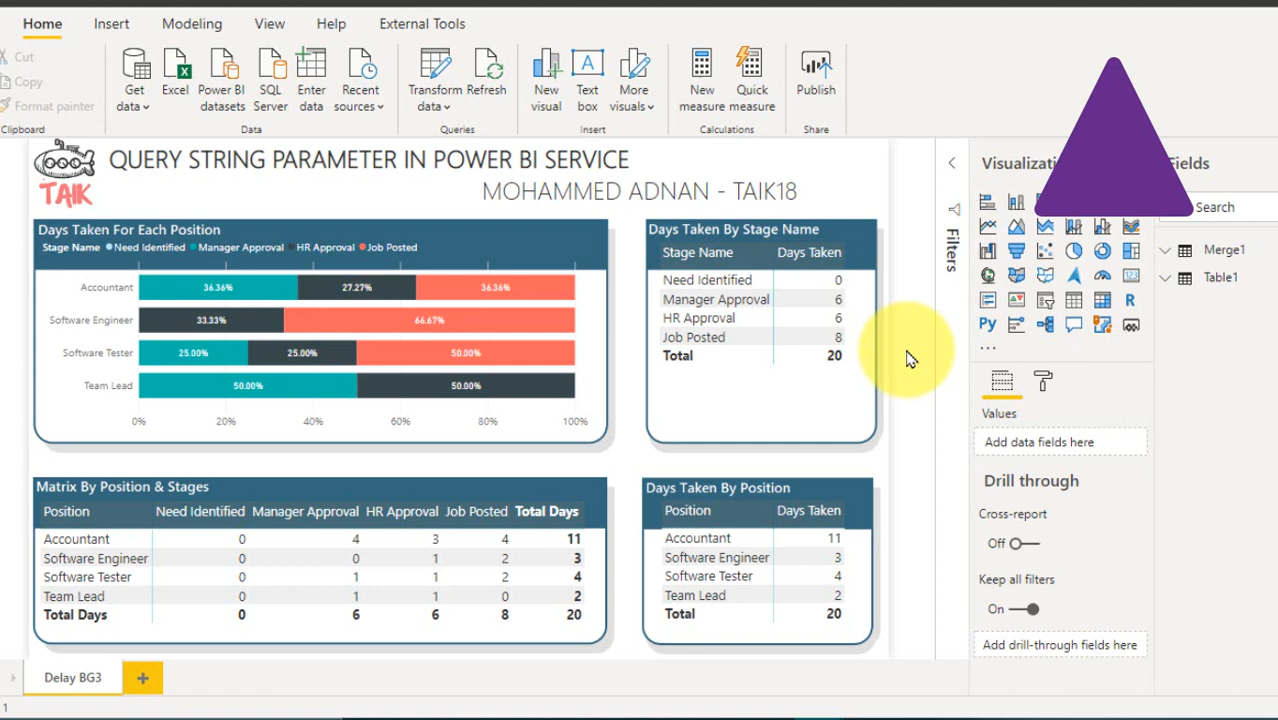 Home Insert Modeling View Help External Tools
Cut
Copy
Format painter
Get data
Excel
Power BI datasets
SQL Server
Enter data
Recent sources
Transform data
Refresh
New visual
Text box
More visuals
New measure
Quick measure
Publish
Clipboard Data Queries Insert Calculations Share
TAIK
QUERY STRING PARAMETER IN POWER BI SERVICE
MOHAMMED ADNAN - TAIK18
Days Taken For Each Position
Stage Name Need Identified Manager Approval HR Approval Job Posted
Accountant 36.36% 27.27% 36.36%
Software Engineer 33.33% 66.67%
Software Tester 25.00% 25.00% 50.00%
Team Lead 50.00% 50.00%
0% 20% 40% 60% 80% 100%
Days Taken By Stage Name
Stage Name Days Taken
Need Identified 0
Manager Approval 6
HR Approval 6
Job Posted 8
Total 20
Matrix By Position & Stages
Position Need Identified Manager Approval HR Approval Job Posted Total Days
Accountant 0 4 3 4 11
Software Engineer 0 0 1 2 3
Software Tester 0 1 1 2 4
Team Lead 0 1 1 0 2
Total Days 0 6 6 8 20
Days Taken By Position
Position Days Taken
Accountant 11
Software Engineer 3
Software Tester 4
Team Lead 2
Total 20
Filters
Fields
Search
Merge1
Table1
R
Py
Values
Add data fields here
Drill through
Cross-report
Off
Keep all filters
On
Add drill-through fields here
Delay BG3
1